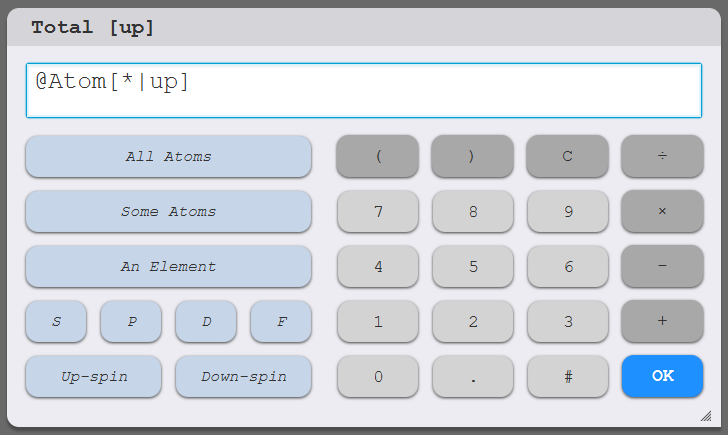 Total [up]
@Atom[*|up]
All Atoms ( ) C ÷
Some Atoms 7 8 9 ×
An Element 4 5 6 −
S P D F 1 2 3 +
Up-spin Down-spin 0 . # OK